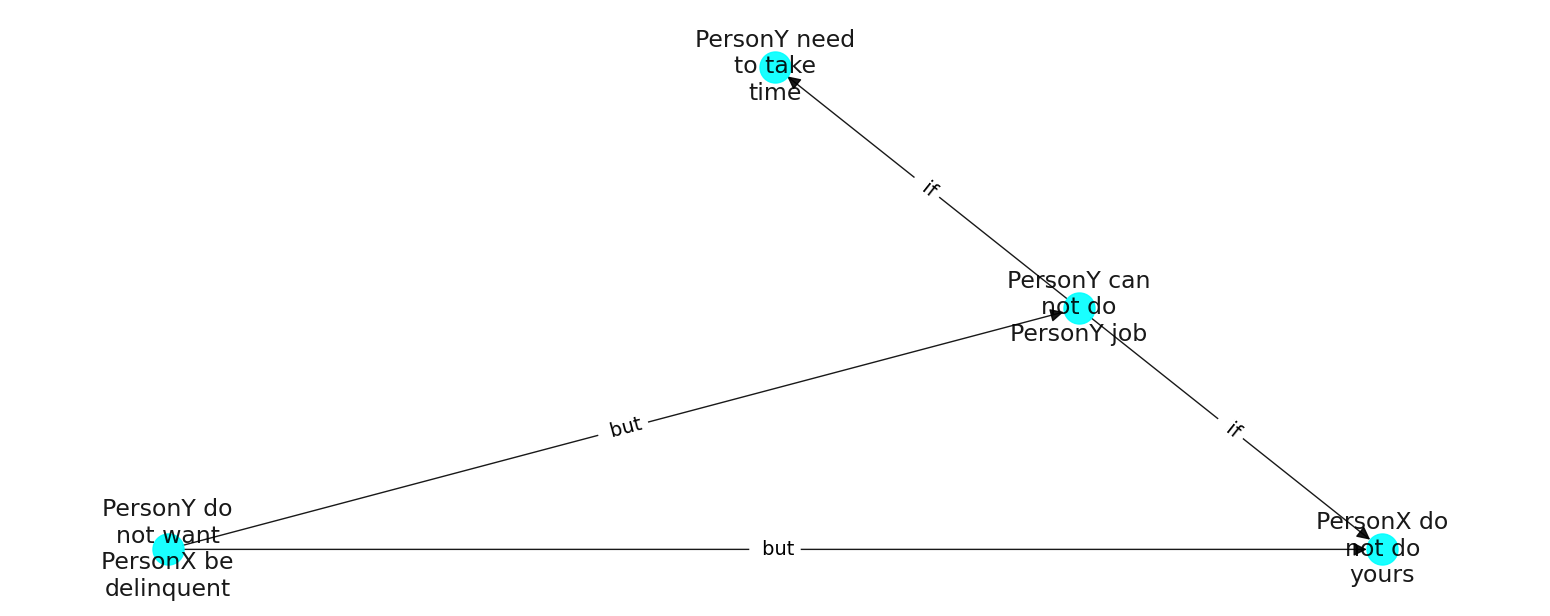 PersonY need
to take
time
if
PersonY can
not do
PersonY job
but
if
PersonY do
not want
PersonX be
delinquent
but
PersonX do
not do
yours